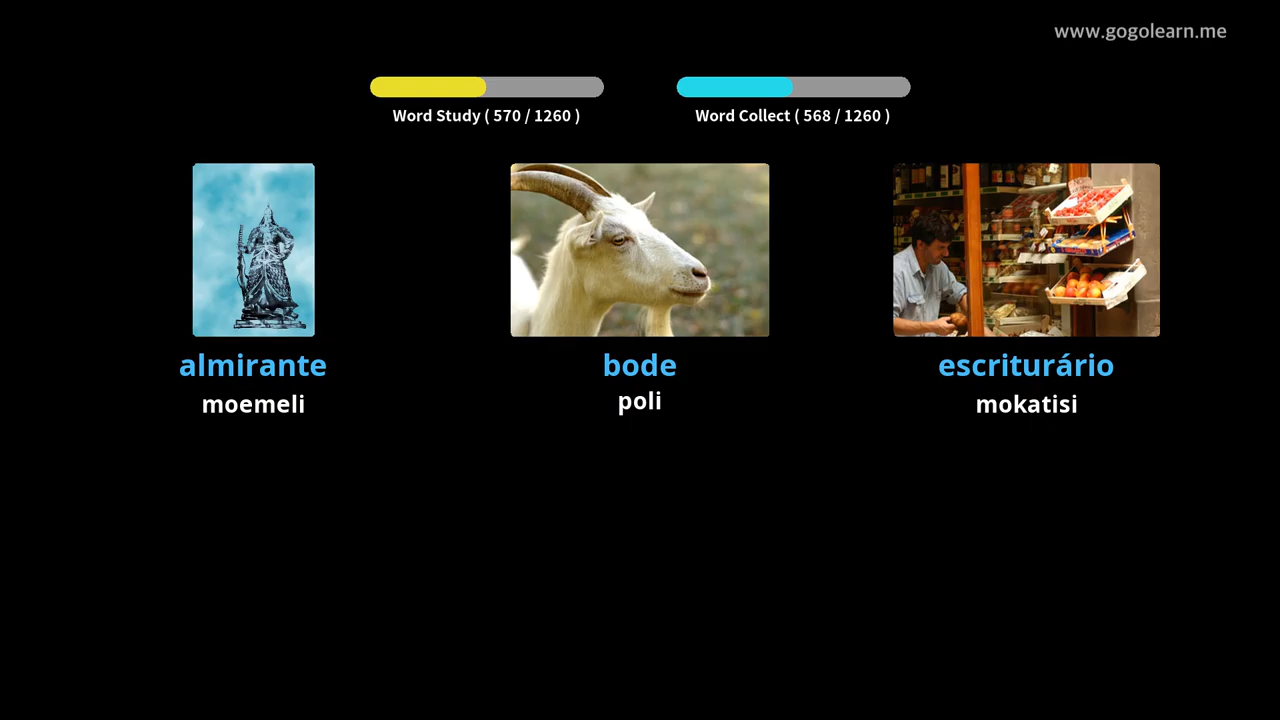 www.gogolearn.me
Word Study ( 570 / 1260 )
Word Collect ( 568 / 1260 )
almirante
bode
escriturário
moemeli
poli
mokatisi